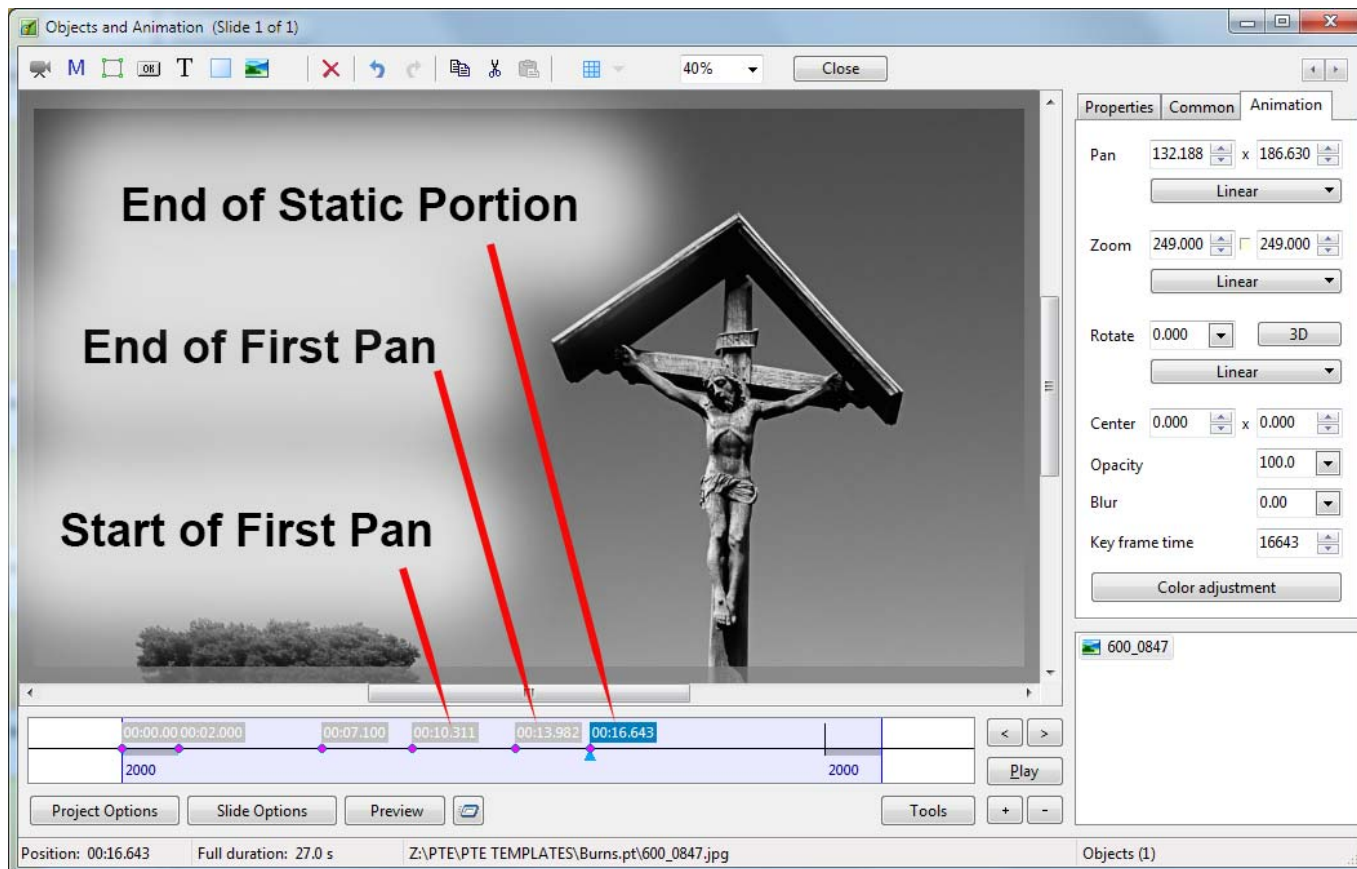 Objects and Animation (Slide 1 of 1)
M OK T 40% Close
Properties Common Animation
Pan 132.188 x 186.630
Linear
Zoom 249.000 249.000
Linear
Rotate 0.000 3D
Linear
Center 0.000 x 0.000
Opacity 100.0
Blur 0.00
Key frame time 16643
Color adjustment
600_0847
End of Static Portion
End of First Pan
Start of First Pan
00:00.00 00:02.000 00:07.100 00:10.311 00:13.982 00:16.643
2000 2000
< >
Play
Project Options Slide Options Preview Tools + -
Position: 00:16.643 Full duration: 27.0 s Z:\PTE\PTE TEMPLATES\Burns.pt\600_0847.jpg Objects (1)